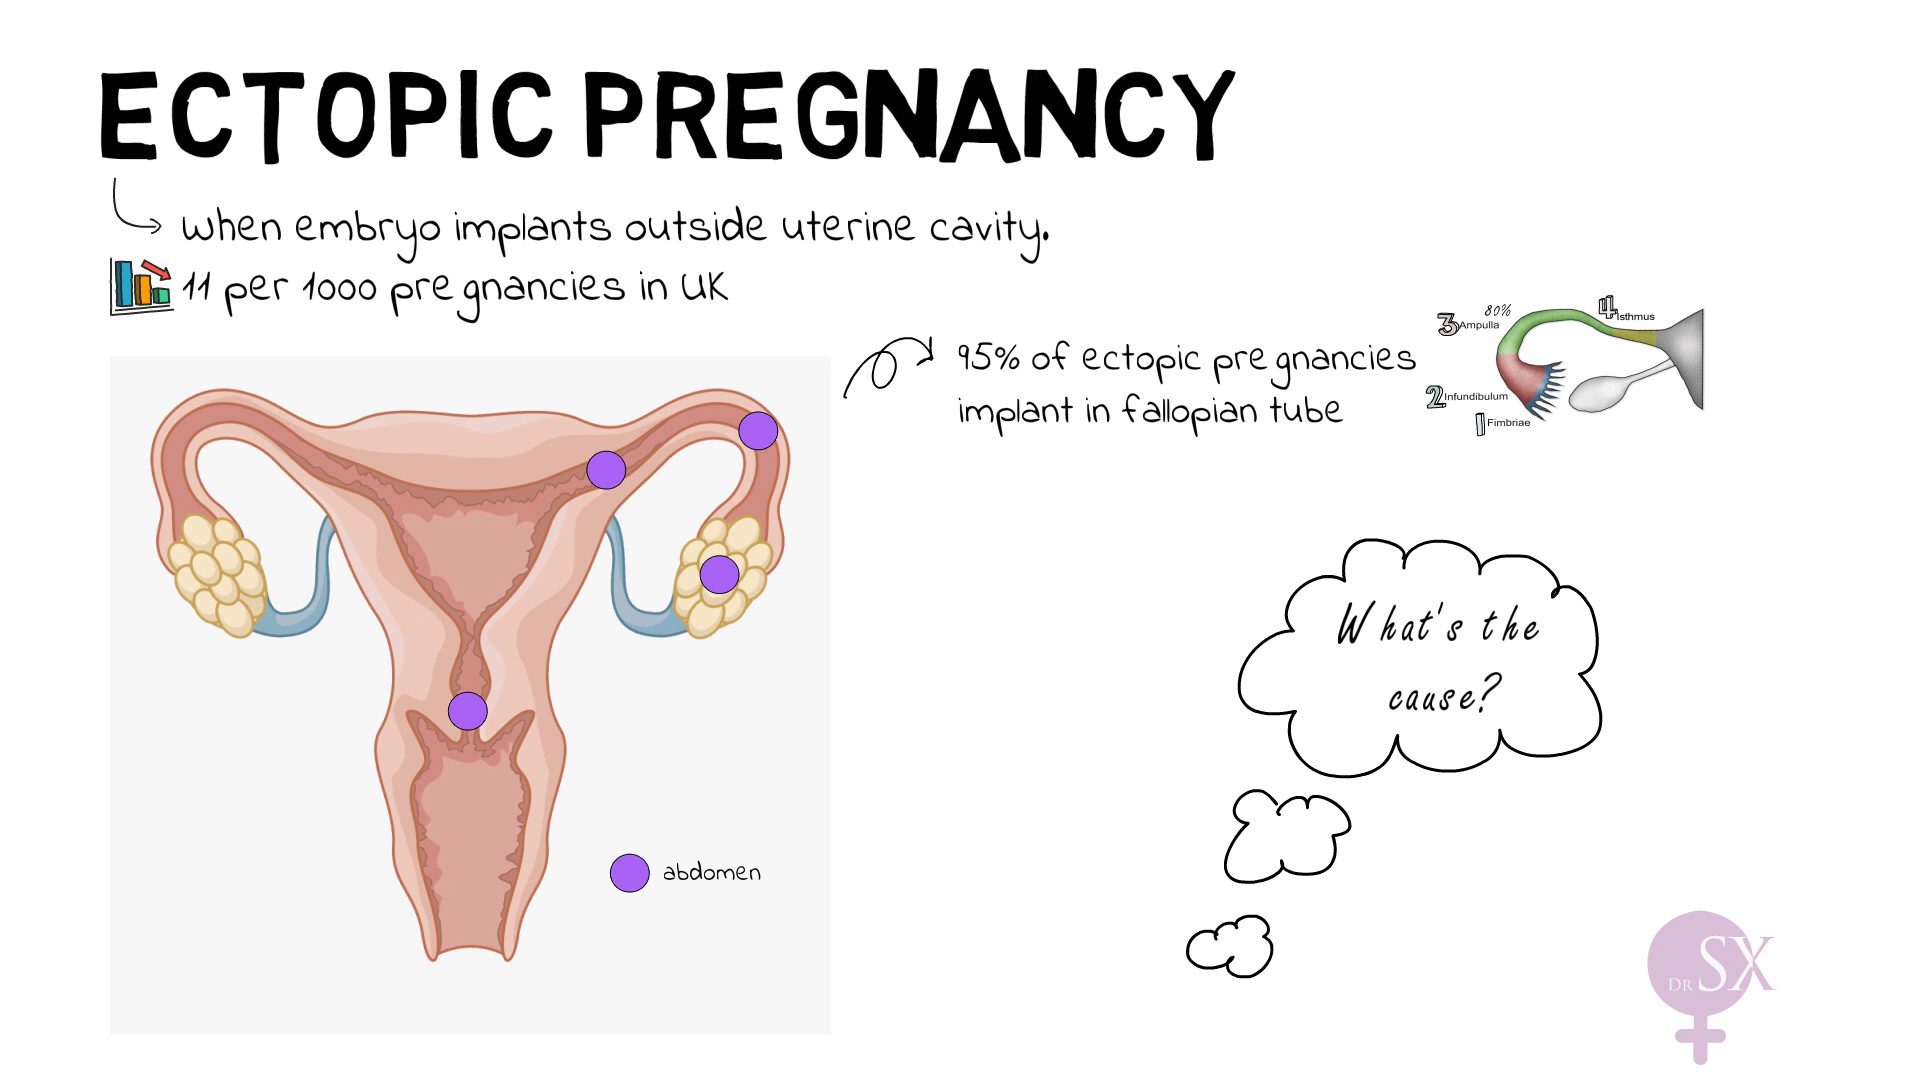 ECTOPIC PREGNANCY
when embryo implants outside uterine cavity.
11 per 1000 pregnancies in UK
95% of ectopic pregnancies
implant in fallopian tube
80%
3 Ampulla
4 Isthmus
2 Infundibulum
1 Fimbriae
What's the
cause?
abdomen
DR SX